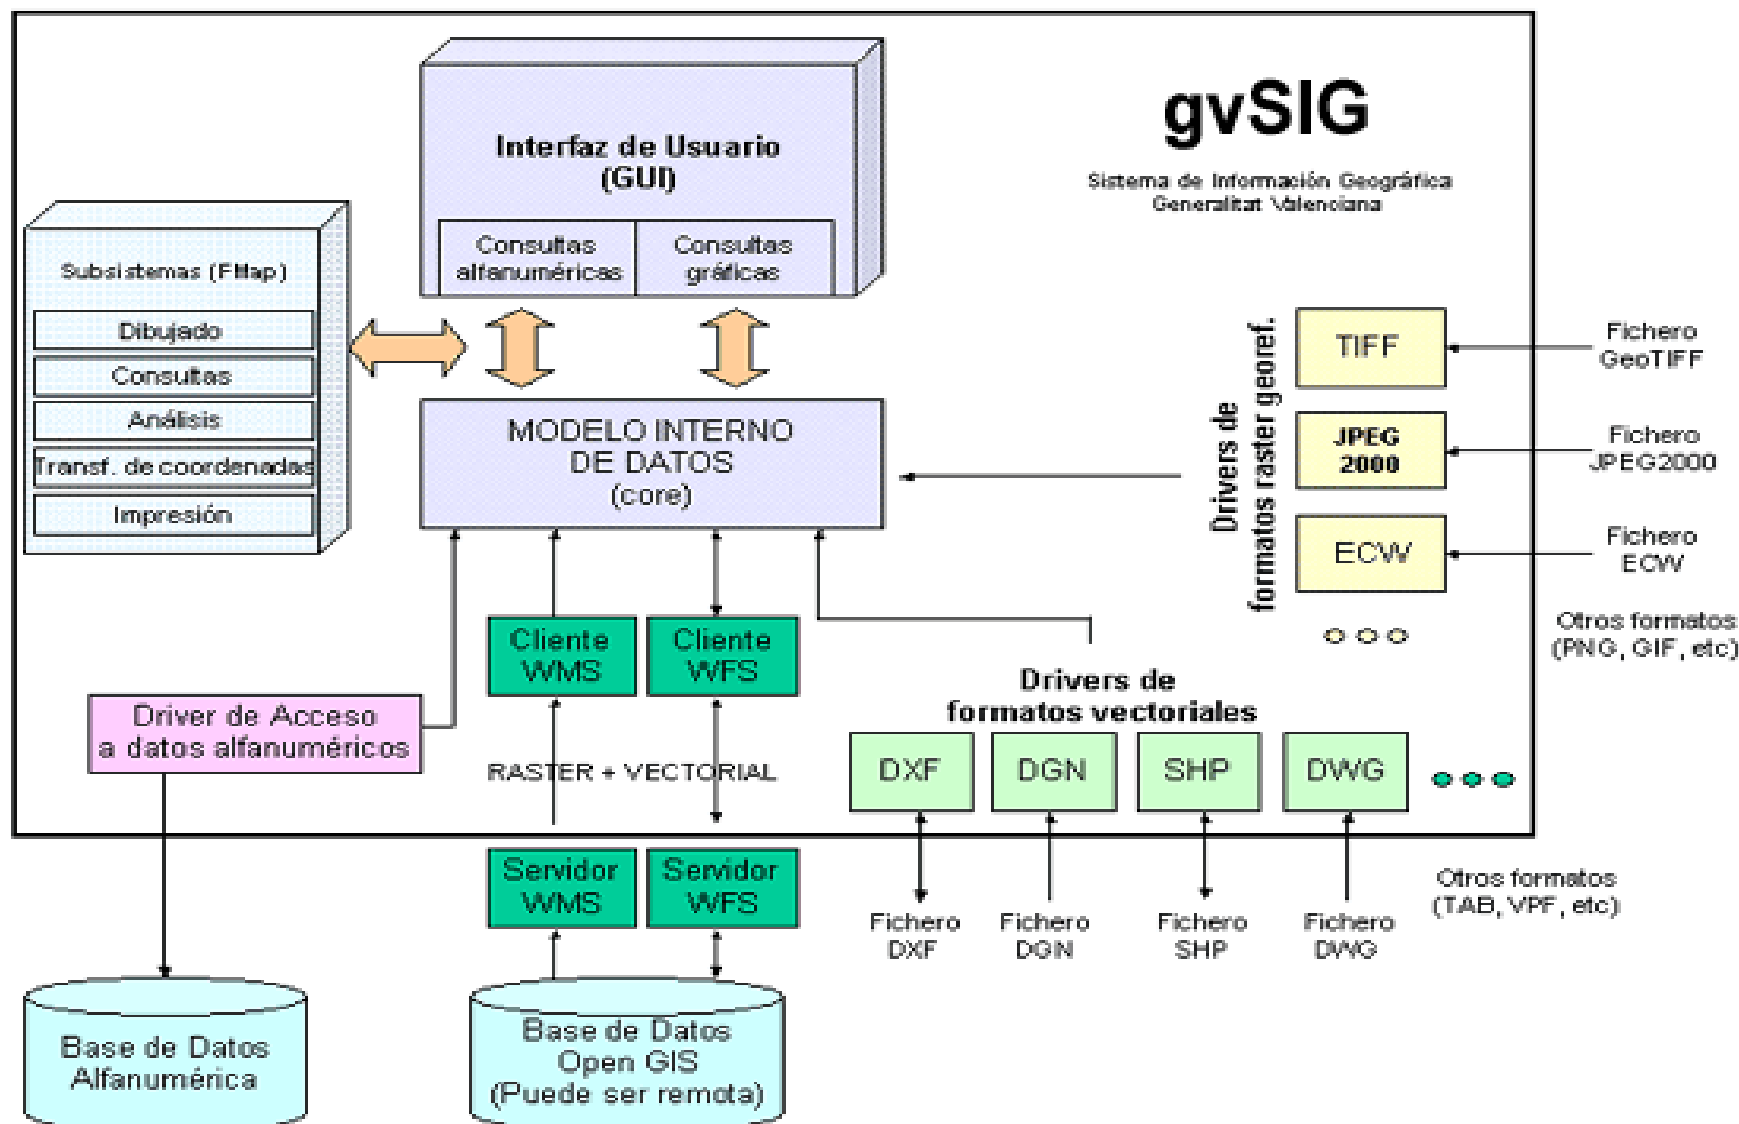 gvSIG
Sistema de Información Geográfica
Generalitat Valenciana
Interfaz de Usuario
(GUI)
Consultas
alfanuméricas
Consultas
gráficas
Subsistemas (FMap)
Dibujado
Consultas
Análisis
Transf. de coordenadas
Impresión
MODELO INTERNO
DE DATOS
(core)
Drivers de
formatos raster georef.
TIFF
Fichero
GeoTIFF
JPEG
2000
Fichero
JPEG2000
ECW
Fichero
ECW
Otros formatos
(PNG, GIF, etc)
Cliente
WMS
Cliente
WFS
Driver de Acceso
a datos alfanuméricos
RASTER + VECTORIAL
Drivers de
formatos vectoriales
DXF
DGN
SHP
DWG
Servidor
WMS
Servidor
WFS
Fichero
DXF
Fichero
DGN
Fichero
SHP
Fichero
DWG
Otros formatos
(TAB, VPF, etc)
Base de Datos
Alfanumérica
Base de Datos
Open GIS
(Puede ser remota)